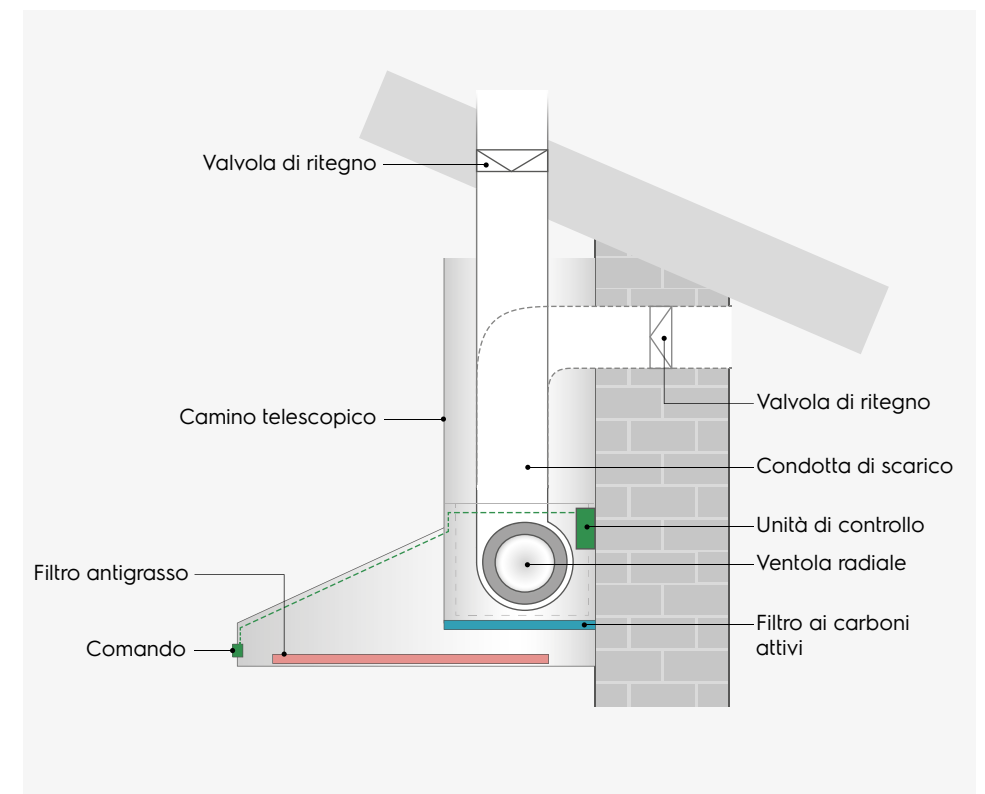 Valvola di ritegno
Camino telescopico
Filtro antigrasso
Comando
Valvola di ritegno
Condotta di scarico
Unità di controllo
Ventola radiale
Filtro ai carboni
attivi